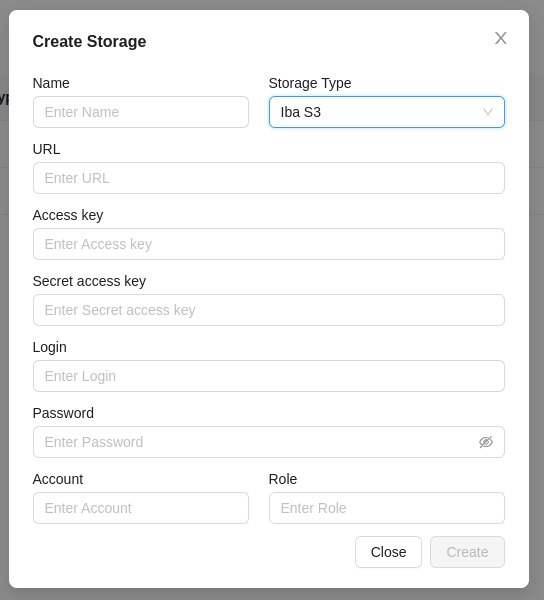 Create Storage
Name
Storage Type
Enter Name
Iba S3
URL
Enter URL
Access key
Enter Access key
Secret access key
Enter Secret access key
Login
Enter Login
Password
Enter Password
Account
Role
Enter Account
Enter Role
Close
Create